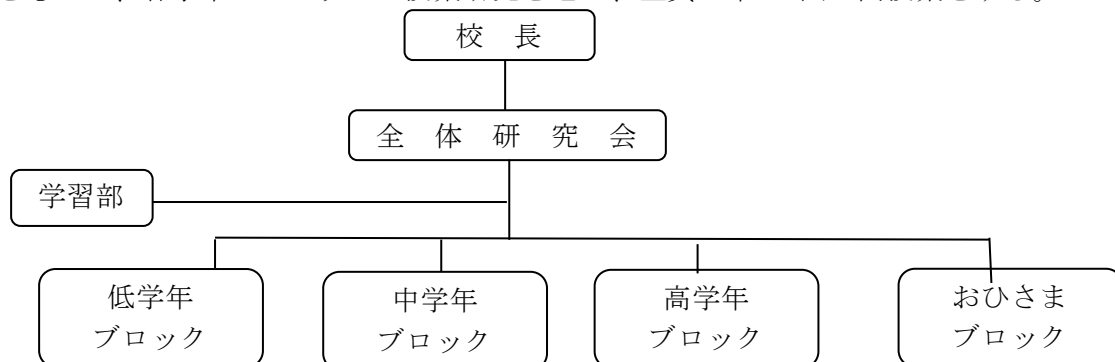 校 長
全 体 研 究 会
学習部
低学年
ブロック
中学年
ブロック
高学年
ブロック
おひさま
ブロック